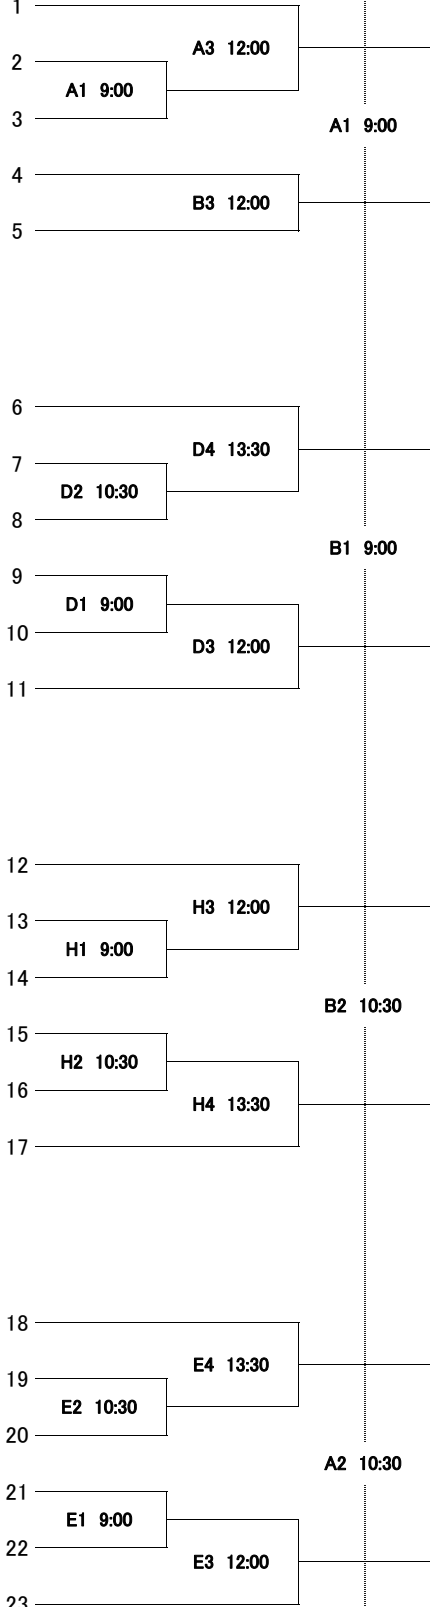 1
A3 12:00
2
A1 9:00
3
A1 9:00
4
B3 12:00
5
6
D4 13:30
7
D2 10:30
8
B1 9:00
9
D1 9:00
10
D3 12:00
11
12
H3 12:00
13
H1 9:00
14
B2 10:30
15
H2 10:30
16
H4 13:30
17
18
E4 13:30
19
E2 10:30
20
A2 10:30
21
E1 9:00
22
E3 12:00
23